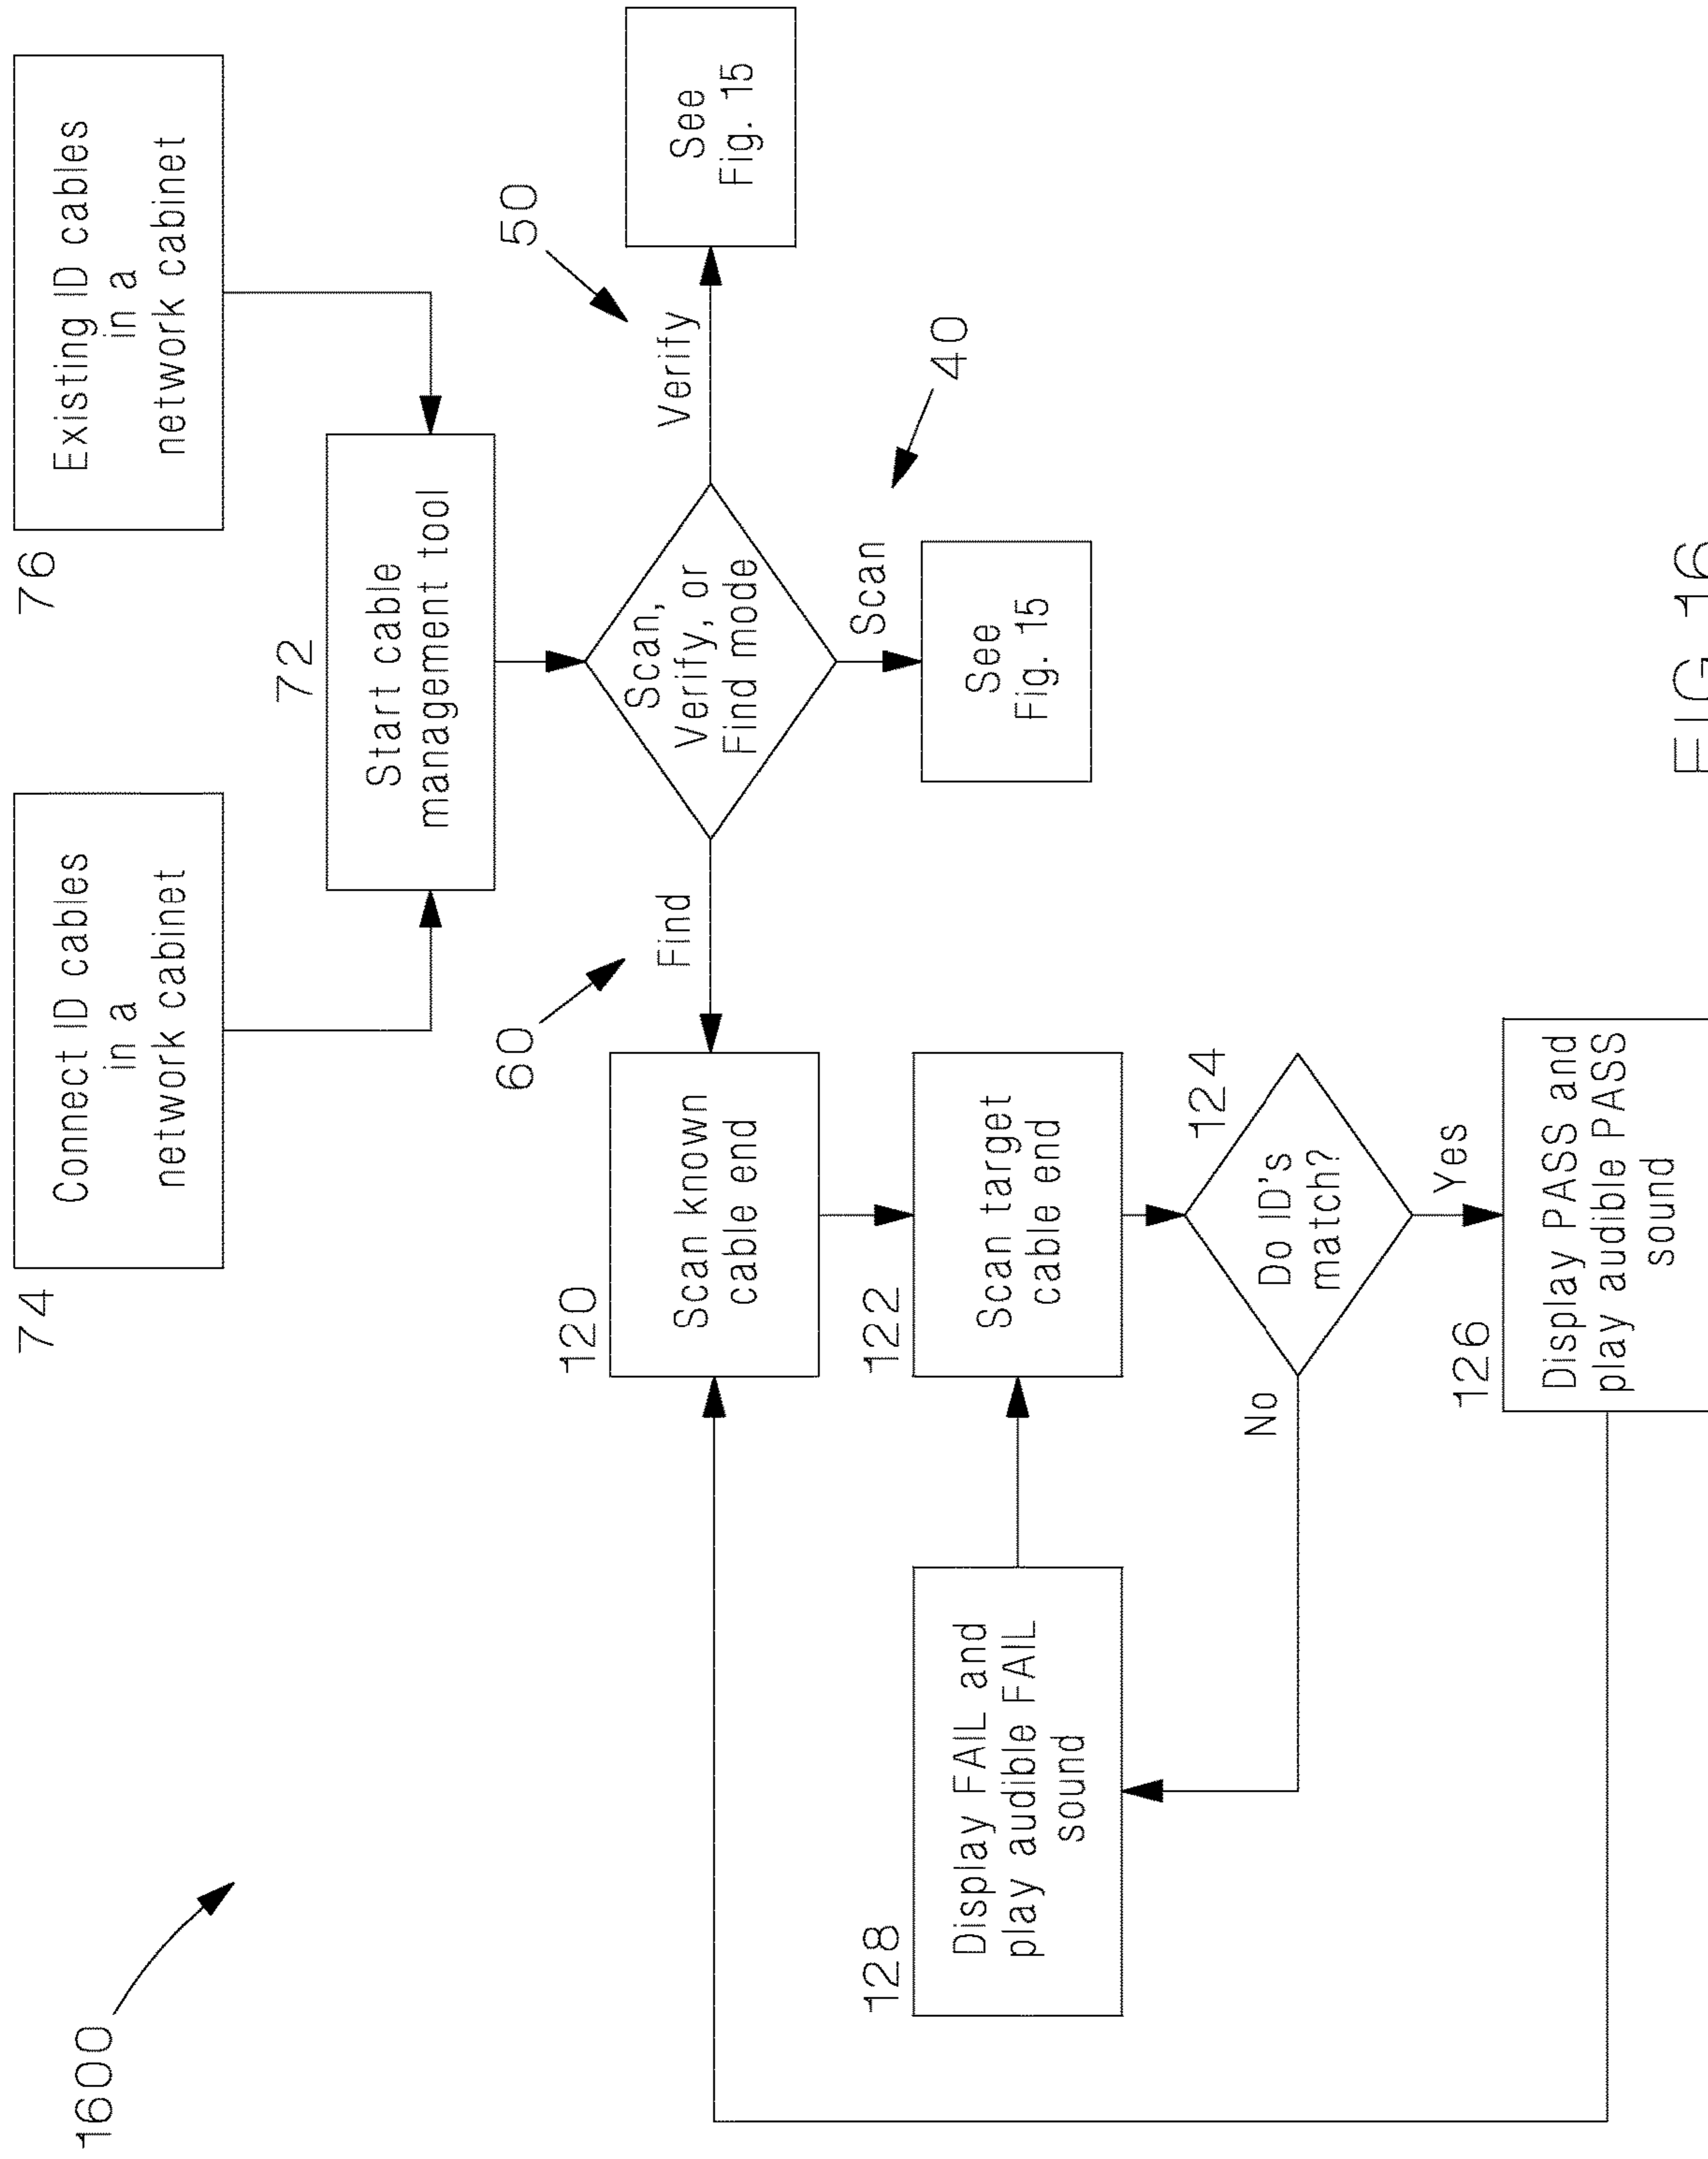 1600
74
Connect ID cables
in a
network cabinet
76
Existing ID cables
in a
network cabinet
72
Start cable
management tool
Scan,
Verify, or
Find mode
60
Find
50
Verify
See
Fig. 15
40
Scan
See
Fig. 15
120
Scan known
cable end
122
Scan target
cable end
124
Do ID's
match?
No
Yes
128
Display FAIL and
play audible FAIL
sound
126
Display PASS and
play audible PASS
sound
FIG 16